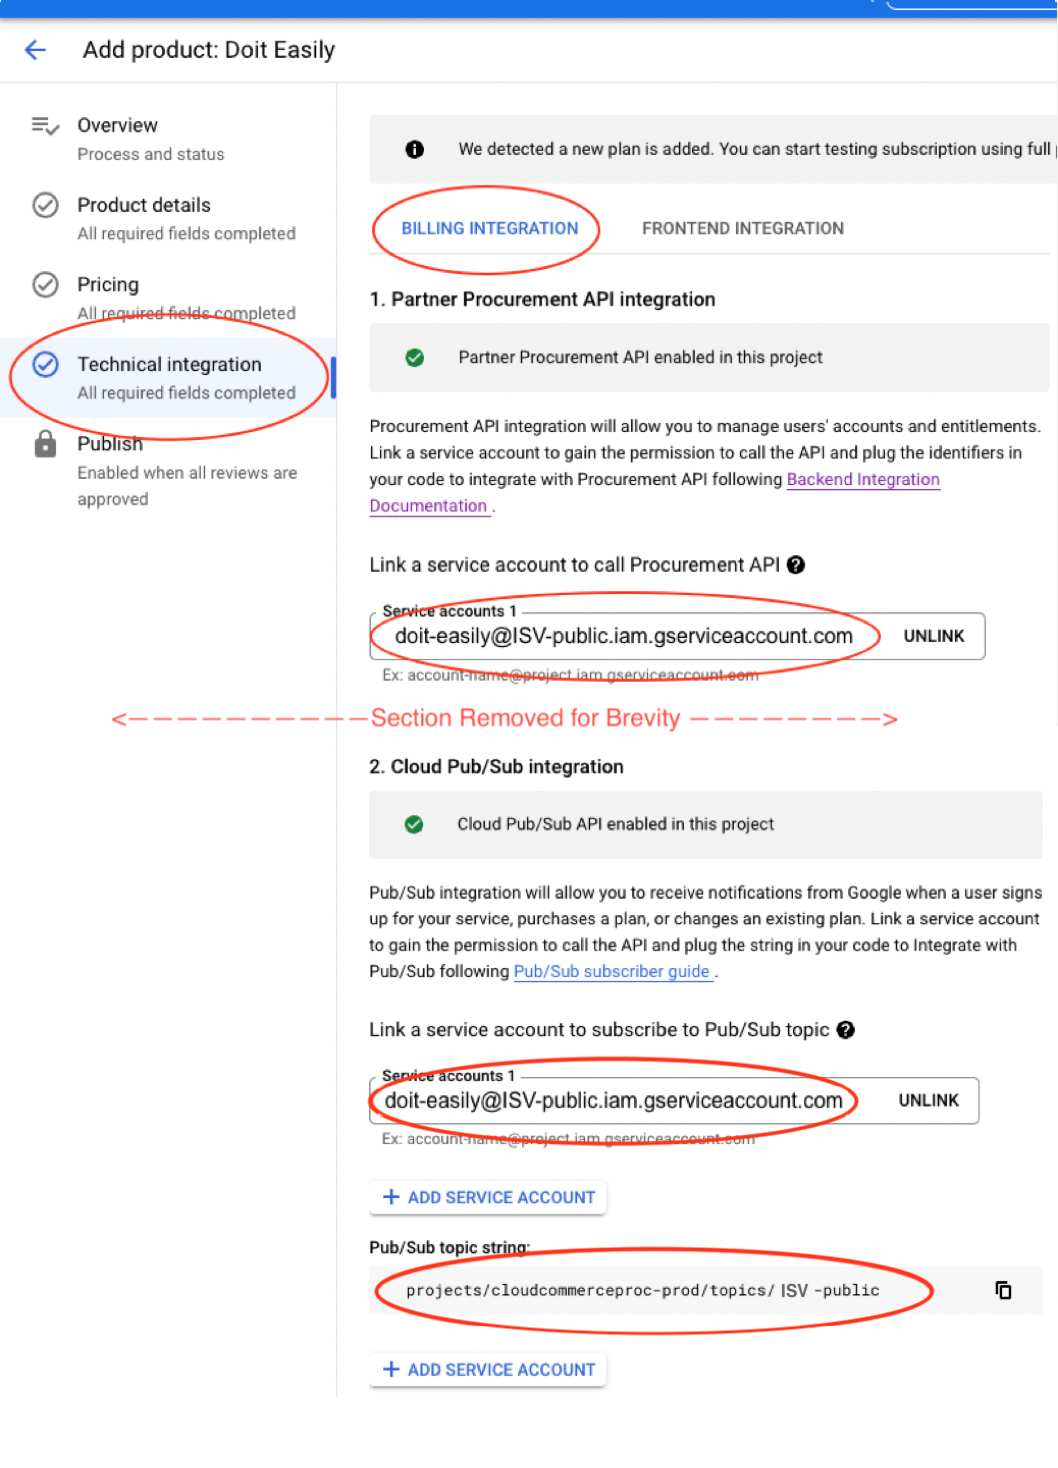 Add product: Doit Easily
Overview
Process and status
Product details
All required fields completed
Pricing
All required fields completed
Technical integration
All required fields completed
Publish
Enabled when all reviews are
approved
We detected a new plan is added. You can start testing subscription using full
BILLING INTEGRATION
FRONTEND INTEGRATION
1. Partner Procurement API integration
Partner Procurement API enabled in this project
Procurement API integration will allow you to manage users' accounts and entitlements.
Link a service account to gain the permission to call the API and plug the identifiers in
your code to integrate with Procurement API following Backend Integration
Documentation .
Link a service account to call Procurement API
Service accounts 1
doit-easily@ISV-public.iam.gserviceaccount.com
UNLINK
Ex: account-name@project.iam.gserviceaccount.com
<– – – – – – – – – –Section Removed for Brevity – – – – – – – –>
2. Cloud Pub/Sub integration
Cloud Pub/Sub API enabled in this project
Pub/Sub integration will allow you to receive notifications from Google when a user signs
up for your service, purchases a plan, or changes an existing plan. Link a service account
to gain the permission to call the API and plug the string in your code to Integrate with
Pub/Sub following Pub/Sub subscriber guide .
Link a service account to subscribe to Pub/Sub topic
Service accounts 1
doit-easily@ISV-public.iam.gserviceaccount.com
UNLINK
Ex: account-name@project.iam.gserviceaccount.com
+ ADD SERVICE ACCOUNT
Pub/Sub topic string:
projects/cloudcommerceproc-prod/topics/ ISV -public
+ ADD SERVICE ACCOUNT